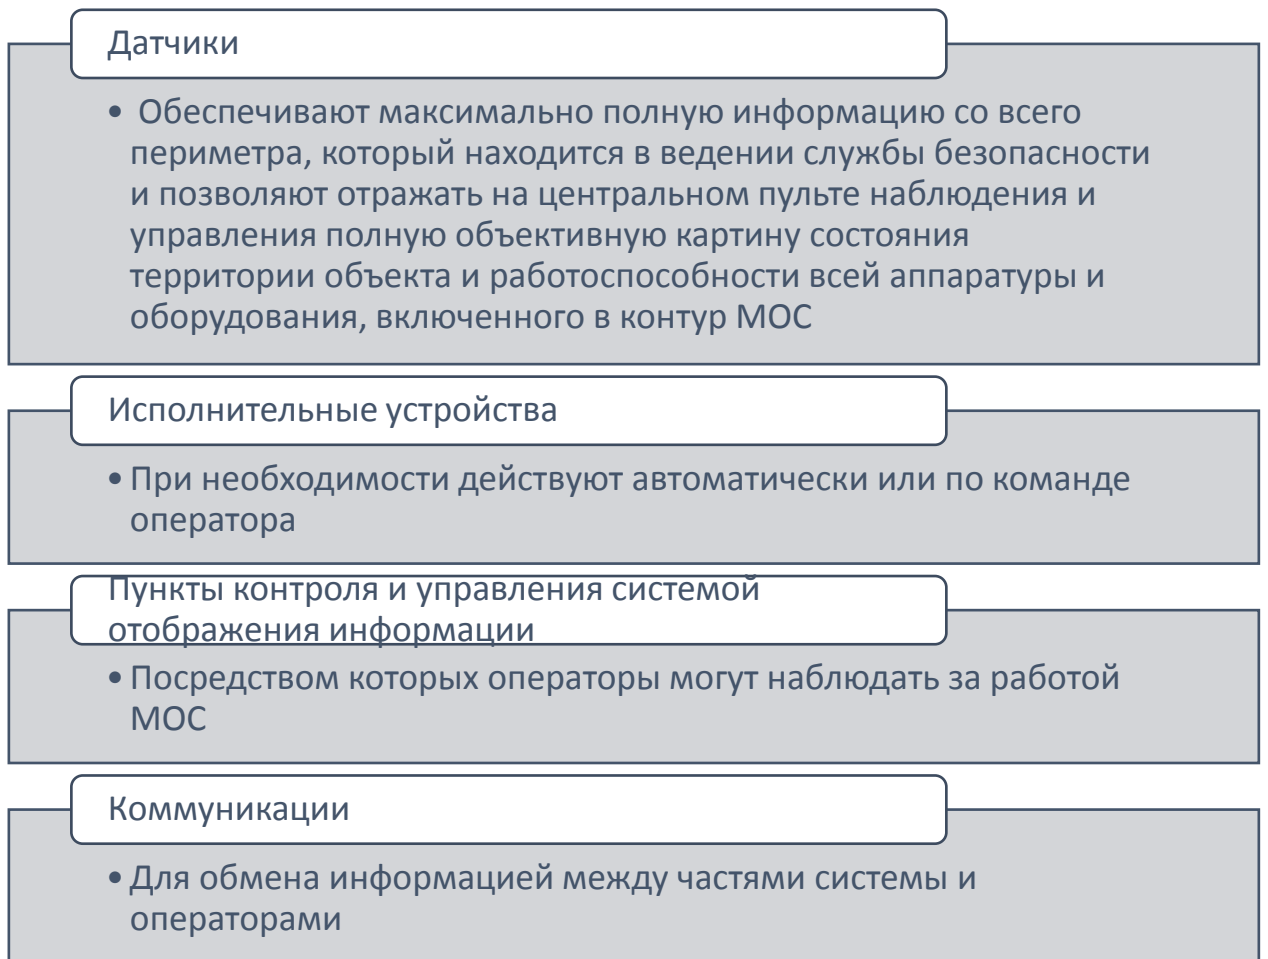 Датчики
• Обеспечивают максимально полную информацию со всего
периметра, который находится в ведении службы безопасности
и позволяют отражать на центральном пульте наблюдения и
управления полную объективную картину состояния
территории объекта и работоспособности всей аппаратуры и
оборудования, включенного в контур МОС
Исполнительные устройства
• При необходимости действуют автоматически или по команде
оператора
Пункты контроля и управления системой
отображения информации
• Посредством которых операторы могут наблюдать за работой
МОС
Коммуникации
• Для обмена информацией между частями системы и
операторами